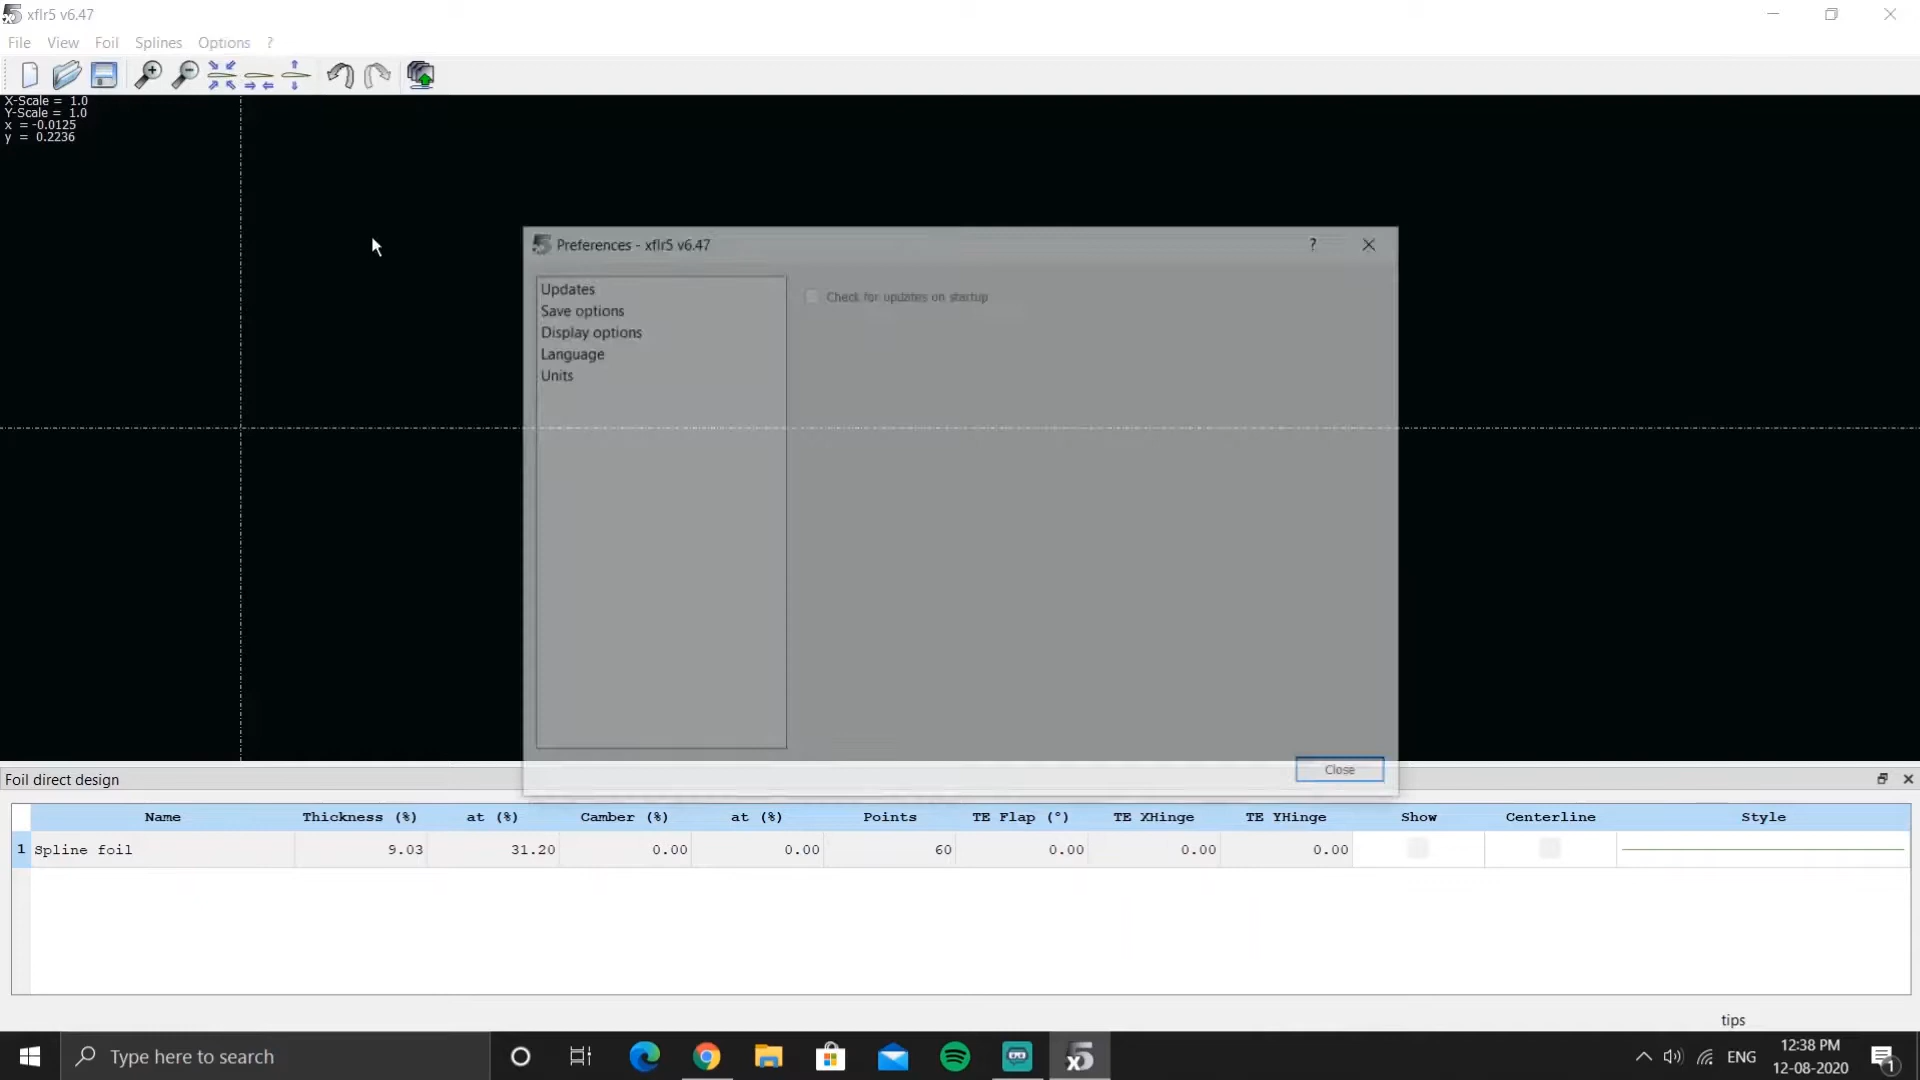 xflr5 v6.47
File View Foil Splines Options ?
X-Scale = 1.0
Y-Scale = 1.0
x =-0.0125
y = 0.2236
Preferences - xflr5 v6.47 ?
Updates
Check for updates on startup
Save options
Display options
Language
Units
Close
Foil direct design
Name Thickness (%) at (%) Camber (%) at (%) Points TE Flap (°) TE XHinge TE YHinge Show Centerline Style
1 Spline foil 9.03 31.20 0.00 0.00 60 0.00 0.00 0.00
tips
Type here to search
ENG
12:38 PM
12-08-2020
1